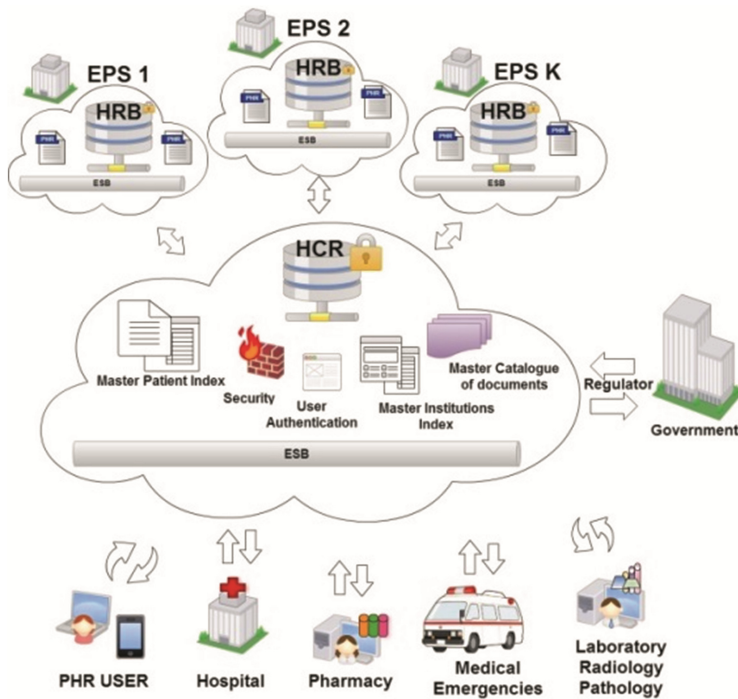 EPS 1
HRB
PHR
PHR
ESB
EPS 2
HRB
PHR
PHR
ESB
EPS K
HRB
PHR
PHR
ESB
HCR
Master Patient Index
Security
User
Authentication
Master Institutions
Index
Master Catalogue
of documents
ESB
Regulator
Government
PHR USER
Hospital
Pharmacy
Medical
Emergencies
Laboratory
Radiology
Pathology